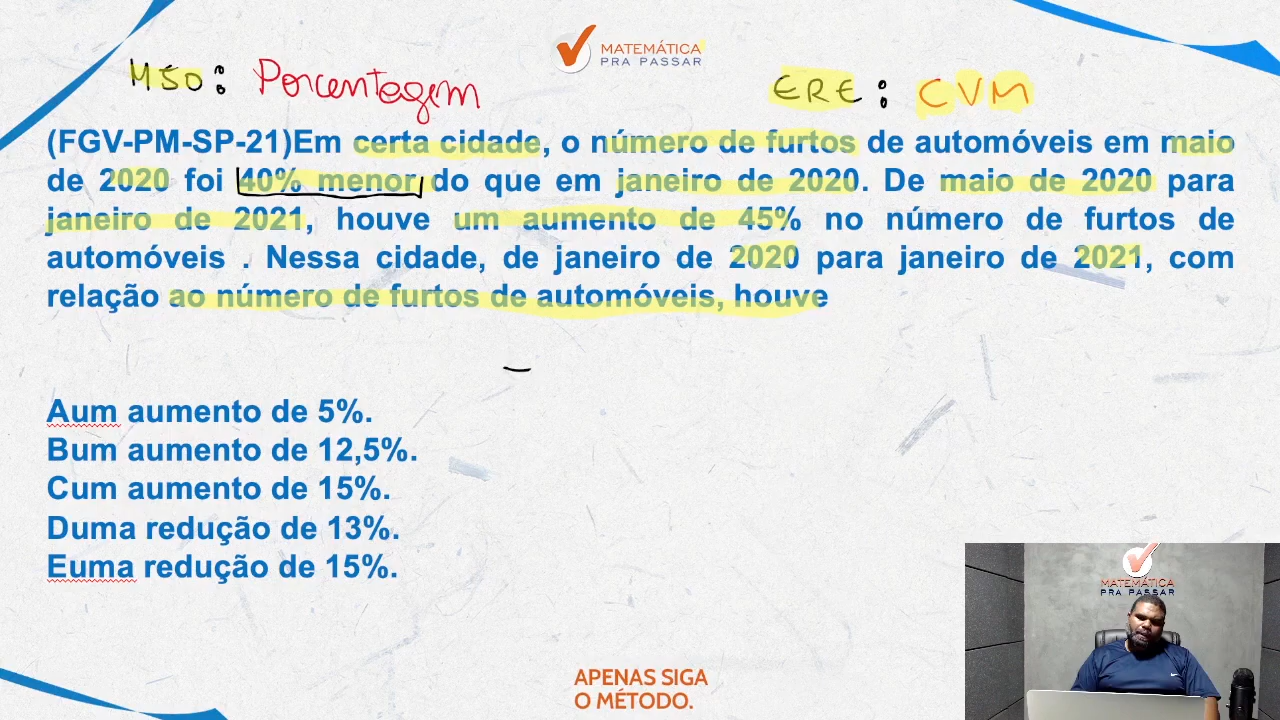 MATEMÁTICA
PRA PASSAR
M50: Porcentagem
ERE: CVM
(FGV-PM-SP-21)Em certa cidade, o número de furtos de automóveis em maio
de 2020 foi 40% menor do que em janeiro de 2020. De maio de 2020 para
janeiro de 2021, houve um aumento de 45% no número de furtos de
automóveis . Nessa cidade, de janeiro de 2020 para janeiro de 2021, com
relação ao número de furtos de automóveis, houve
Aum aumento de 5%.
Bum aumento de 12,5%.
Cum aumento de 15%.
Duma redução de 13%.
Euma redução de 15%.
MATEMÁTICA
PRA PASSAR
APENAS SIGA
O MÉTODO.